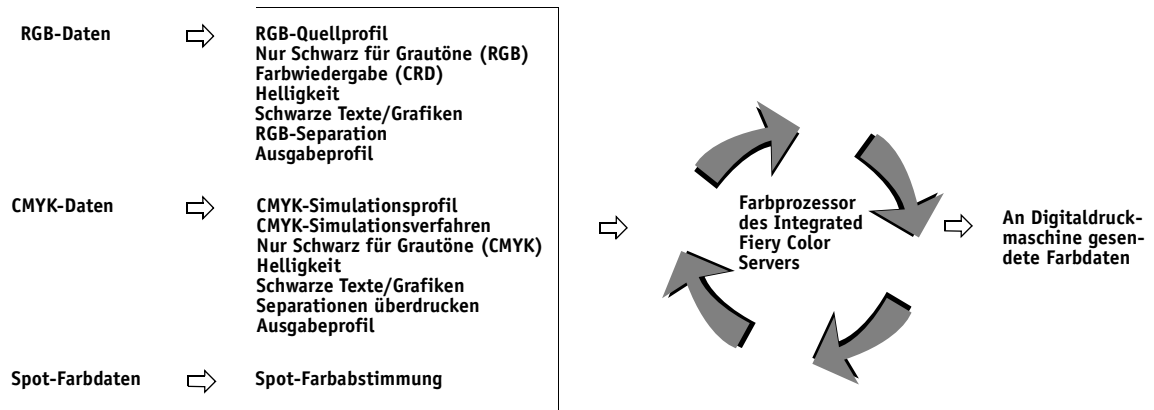 RGB-Daten
RGB-Quellprofil
Nur Schwarz für Grautöne (RGB)
Farbwiedergabe (CRD)
Helligkeit
Schwarze Texte/Grafiken
RGB-Separation
Ausgabeprofil
CMYK-Daten
CMYK-Simulationsprofil
CMYK-Simulationsverfahren
Nur Schwarz für Grautöne (CMYK)
Helligkeit
Schwarze Texte/Grafiken
Separationen überdrucken
Ausgabeprofil
Spot-Farbdaten
Spot-Farbabstimmung
Farbprozessor
des Integrated
Fiery Color
Servers
An Digitaldruck-
maschine gesen-
dete Farbdaten